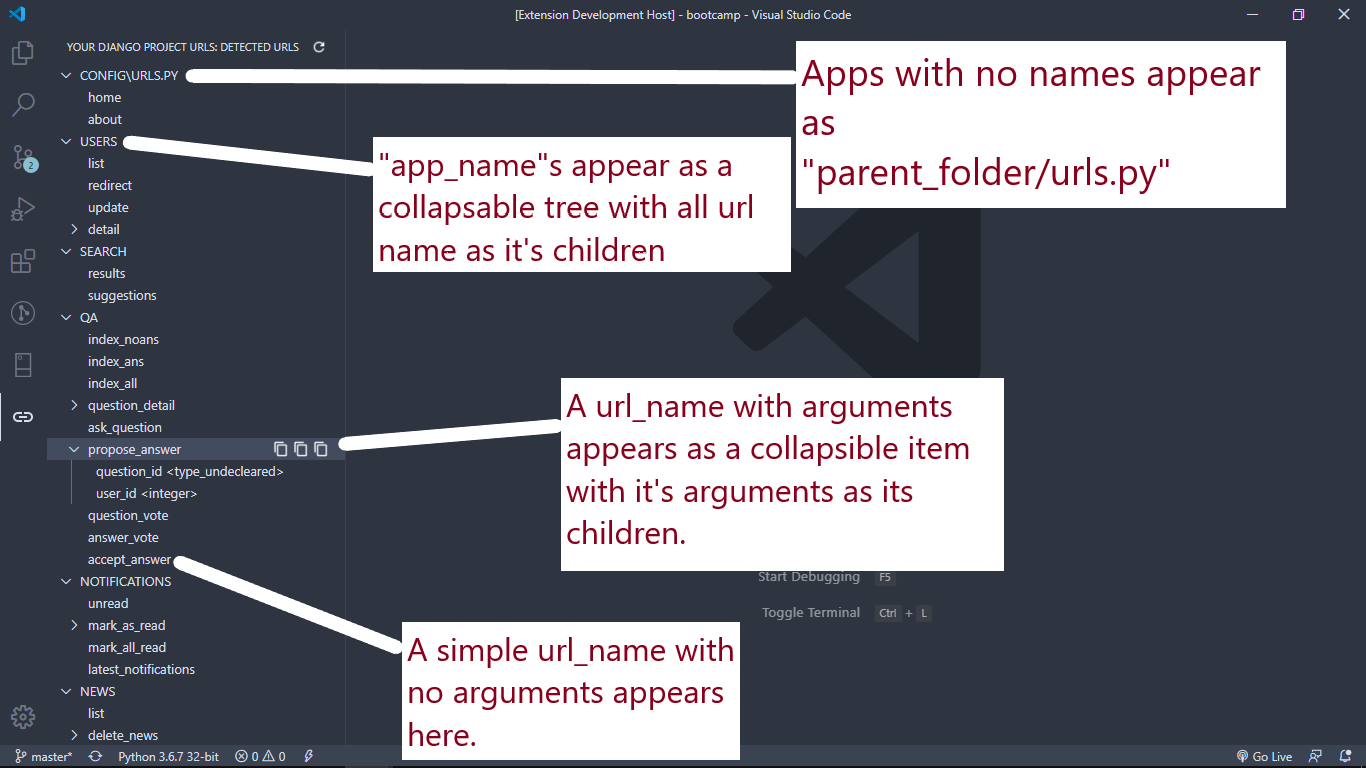 [Extension Development Host] - bootcamp - Visual Studio Code
YOUR DJANGO PROJECT URLS: DETECTED URLS
CONFIG\URLS.PY
home
about
USERS
list
redirect
update
detail
SEARCH
results
suggestions
QA
index_noans
index_ans
index_all
question_detail
ask_question
propose_answer
question_id <type_undecleared>
user_id <integer>
question_vote
answer_vote
accept_answer
NOTIFICATIONS
unread
mark_as_read
mark_all_read
latest_notifications
NEWS
list
delete_news
2
Apps with no names appear
as
"parent_folder/urls.py"
"app_name"s appear as a
collapsable tree with all url
name as it's children
A url_name with arguments
appears as a collapsible item
with it's arguments as its
children.
Start Debugging F5
Toggle Terminal Ctrl + L
A simple url_name with
no arguments appears
here.
master* Python 3.6.7 32-bit 0 0 Go Live